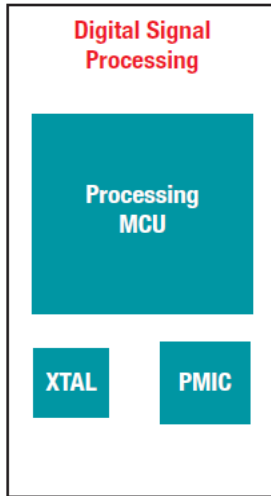 Digital Signal
Processing
Processing
MCU
XTAL
PMIC